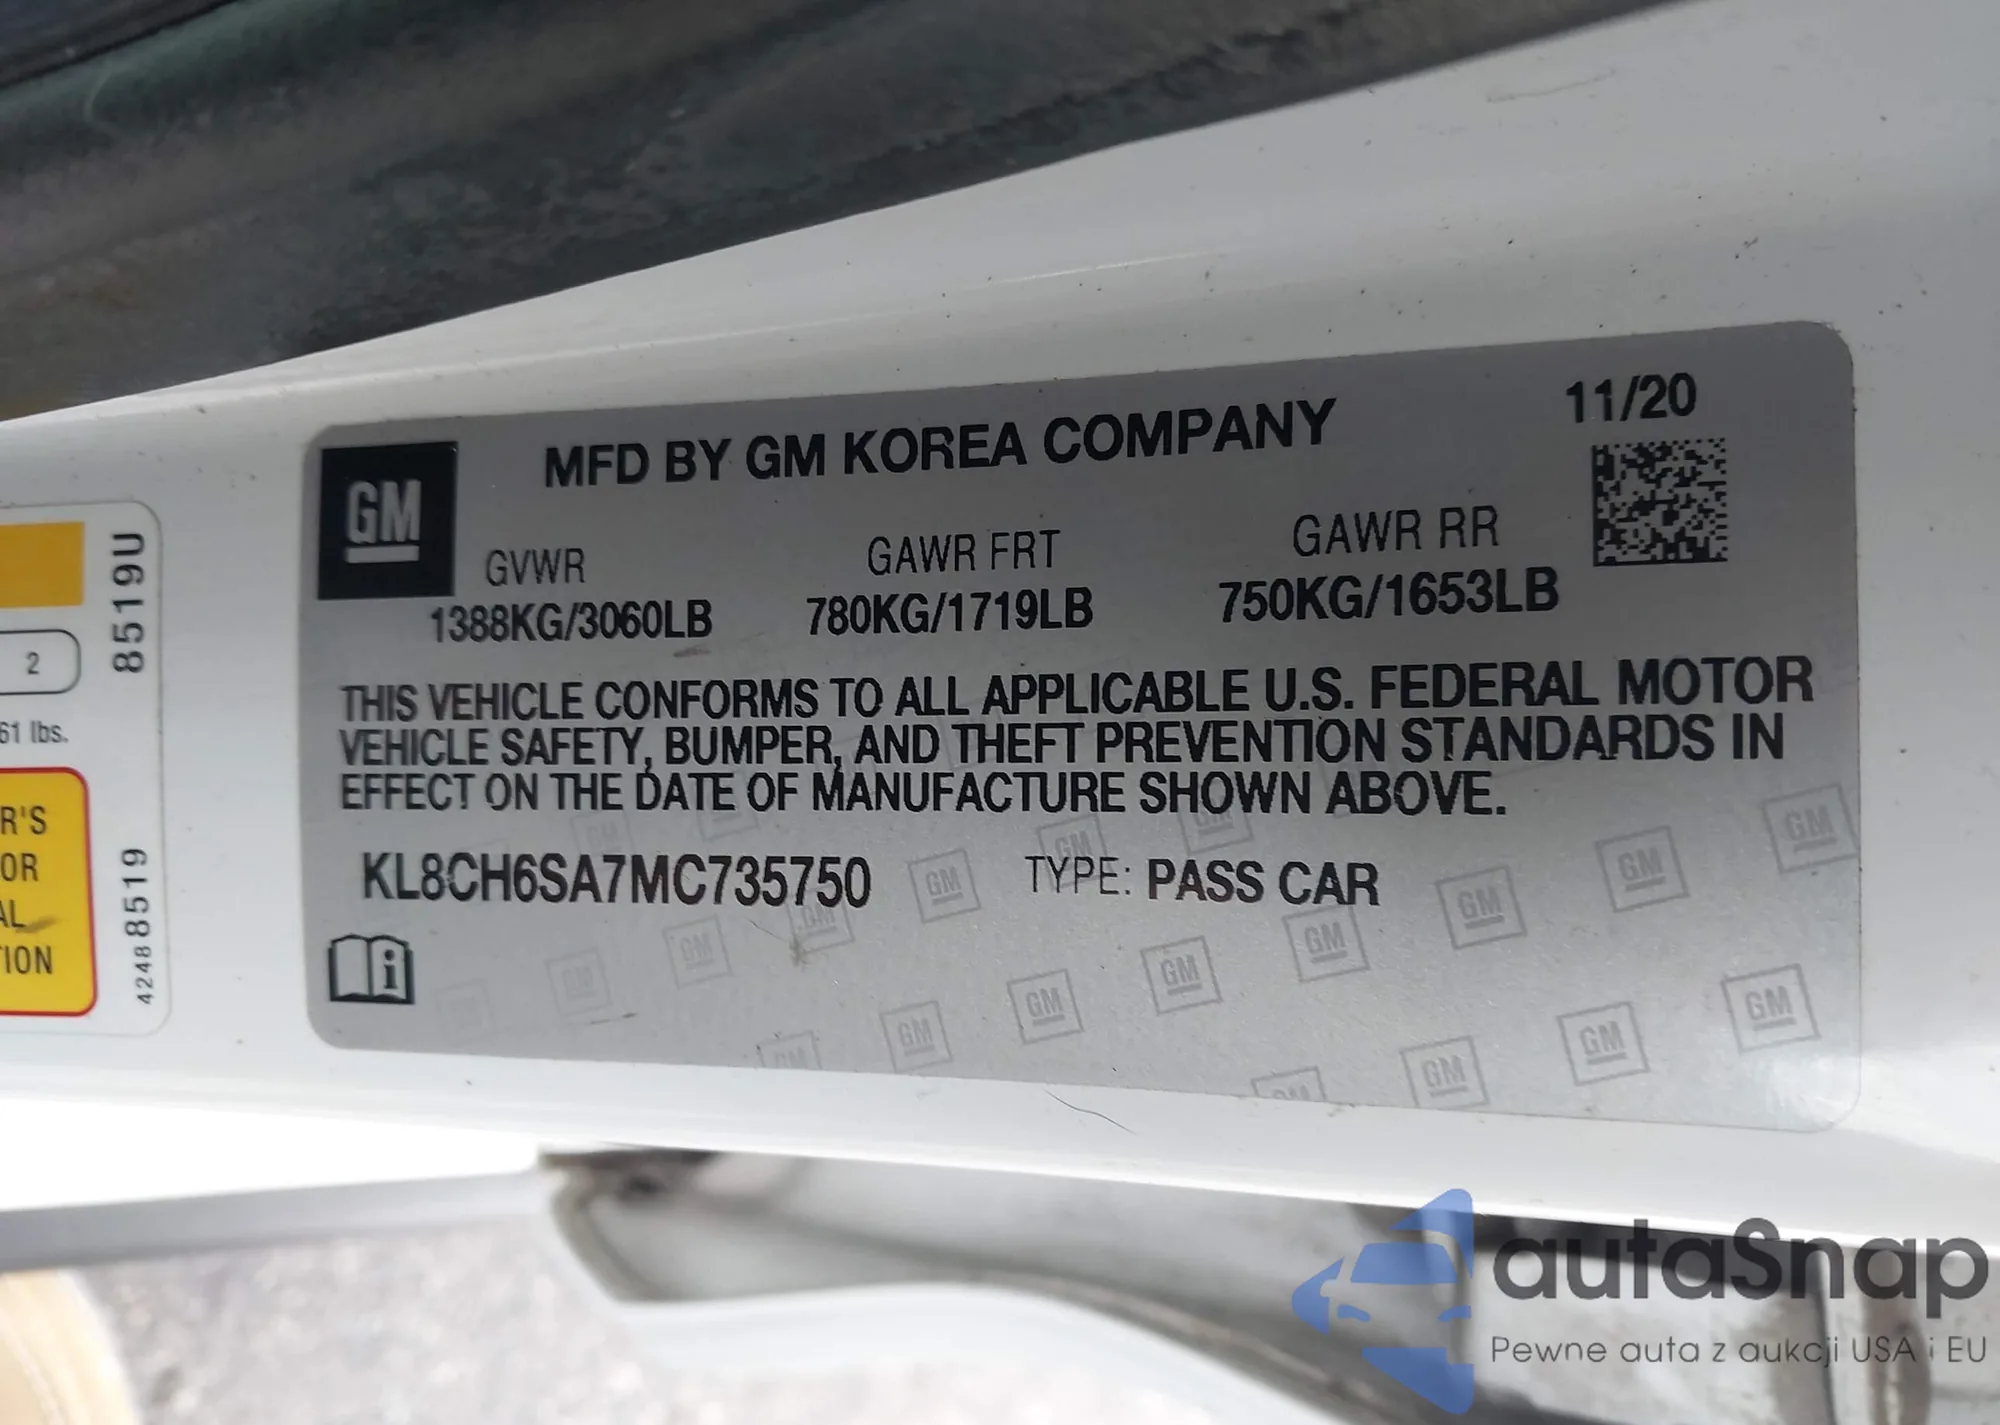 MFD BY GM KOREA COMPANY
11/20
GM
GVWR
GAWR FRT
GAWR RR
1388KG/3060LB
780KG/1719LB
750KG/1653LB
THIS VEHICLE CONFORMS TO ALL APPLICABLE U.S. FEDERAL MOTOR
VEHICLE SAFETY, BUMPER, AND THEFT PREVENTION STANDARDS IN
EFFECT ON THE DATE OF MANUFACTURE SHOWN ABOVE.
KL8CH6SA7MC735750
TYPE: PASS CAR
8519U
2
61 lbs.
R'S
OR
AL
ION
42488519
autaSnap
Pewne auta z aukcji USA i EU